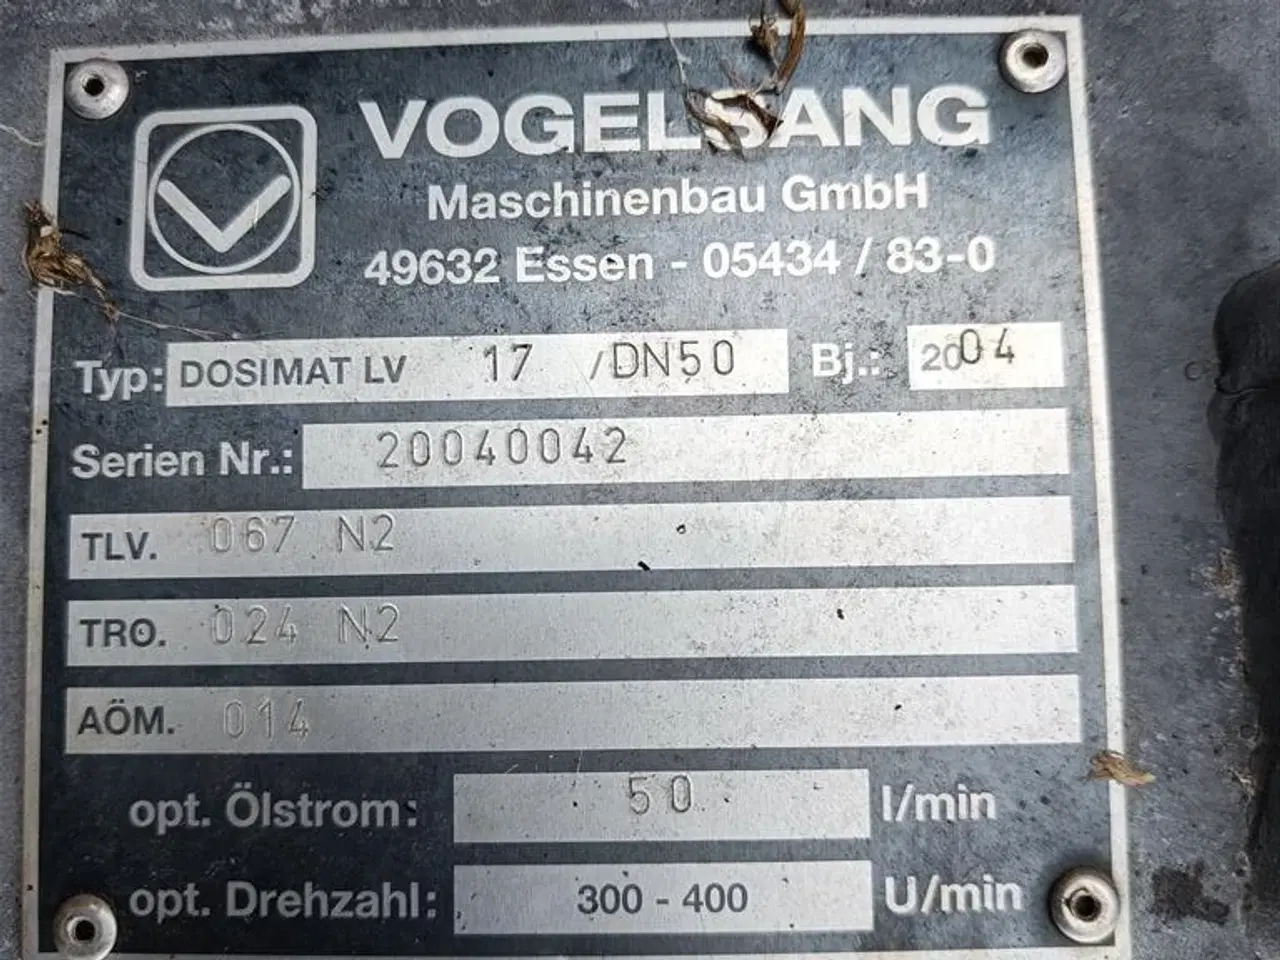 VOGELSANG
Maschinenbau GmbH
49632 Essen - 05434 / 83-0
Typ: DOSIMAT LV 17 /DN50 Bj.: 2004
Serien Nr.: 20040042
TLV. 067 N2
TRO. 024 N2
AÖM. 014
opt. Ölstrom: 50 l/min
opt. Drehzahl: 300 - 400 U/min